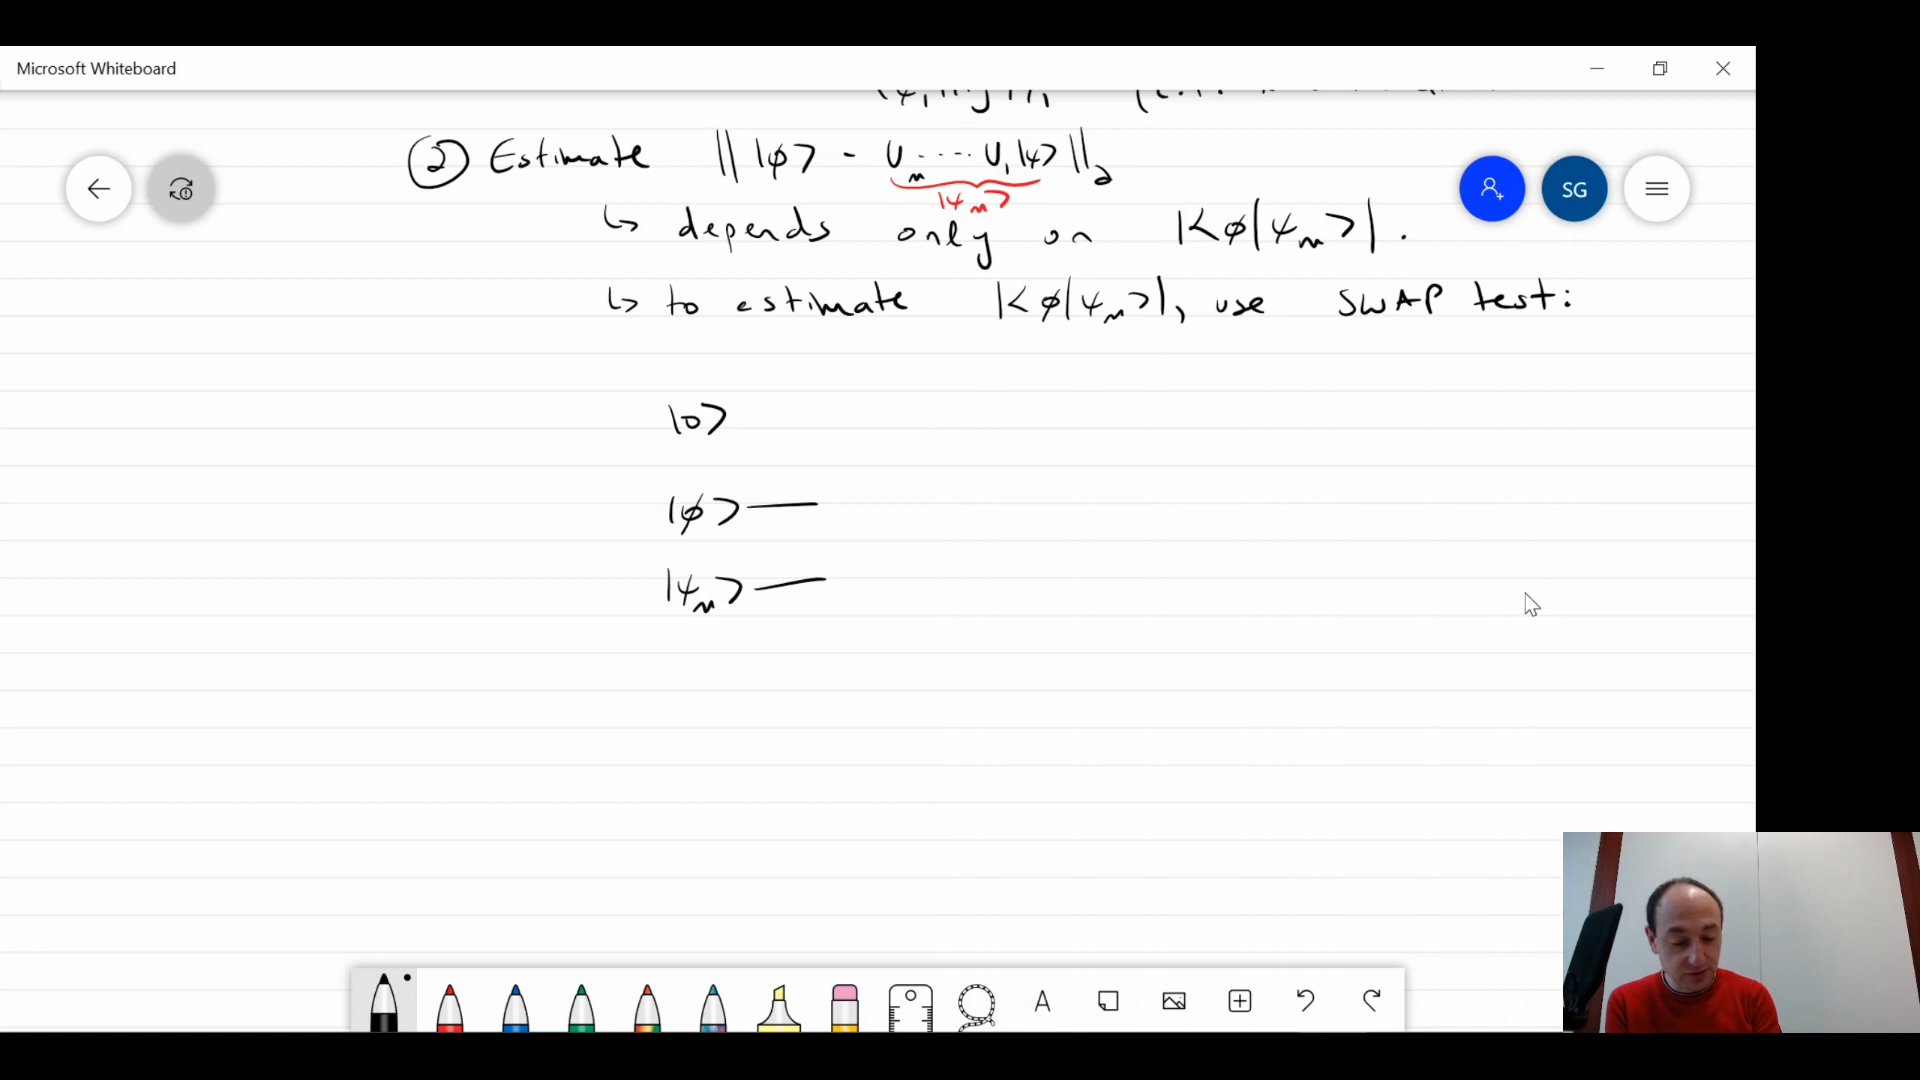 Microsoft Whiteboard
② Estimate || |φ> - U_m ... U_1 |ψ> ||_2
|ψ_m>
↳ depends only on |<φ|ψ_m>|.
SG
↳ to estimate |<φ|ψ_m>|, use SWAP test:
|0>
|φ>
|ψ_m>